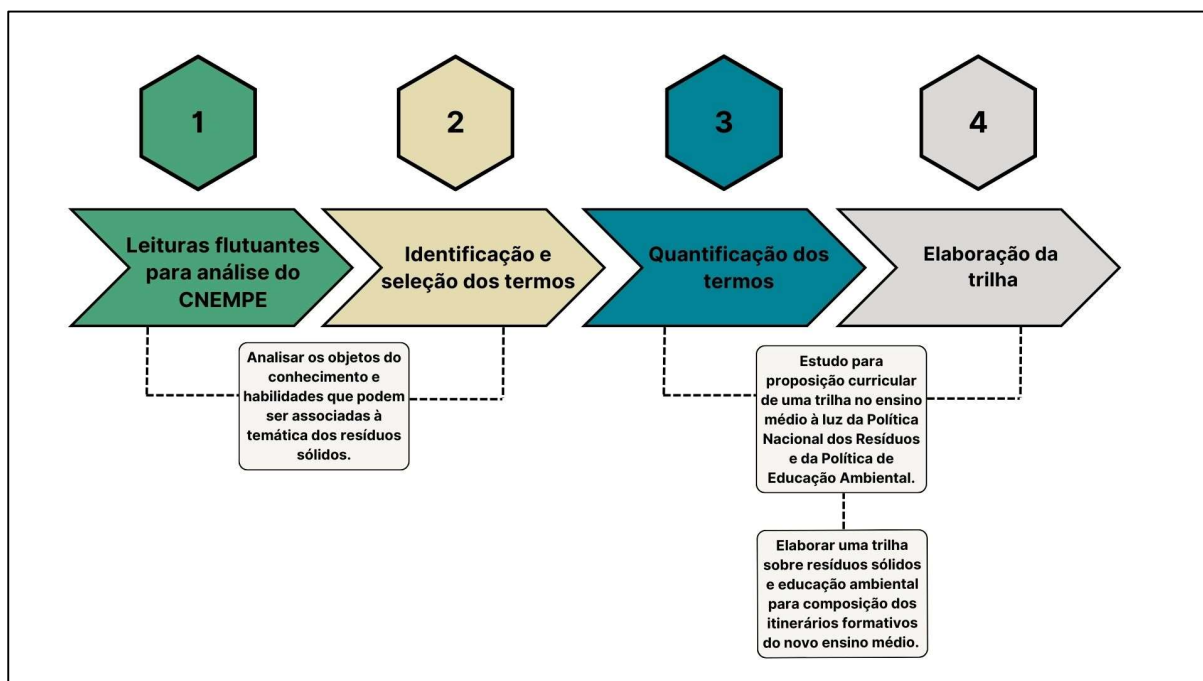 1
2
3
4
Leituras flutuantes
para análise do
CNEMPE
Identificação e
seleção dos termos
Quantificação dos
termos
Elaboração da
trilha
Analisar os objetos do
conhecimento e
habilidades que podem
ser associadas à
temática dos resíduos
sólidos.
Estudo para
proposição curricular
de uma trilha no ensino
médio à luz da Política
Nacional dos Resíduos
e da Política de
Educação Ambiental.
Elaborar uma trilha
sobre resíduos sólidos
e educação ambiental
para composição dos
itinerários formativos
do novo ensino médio.